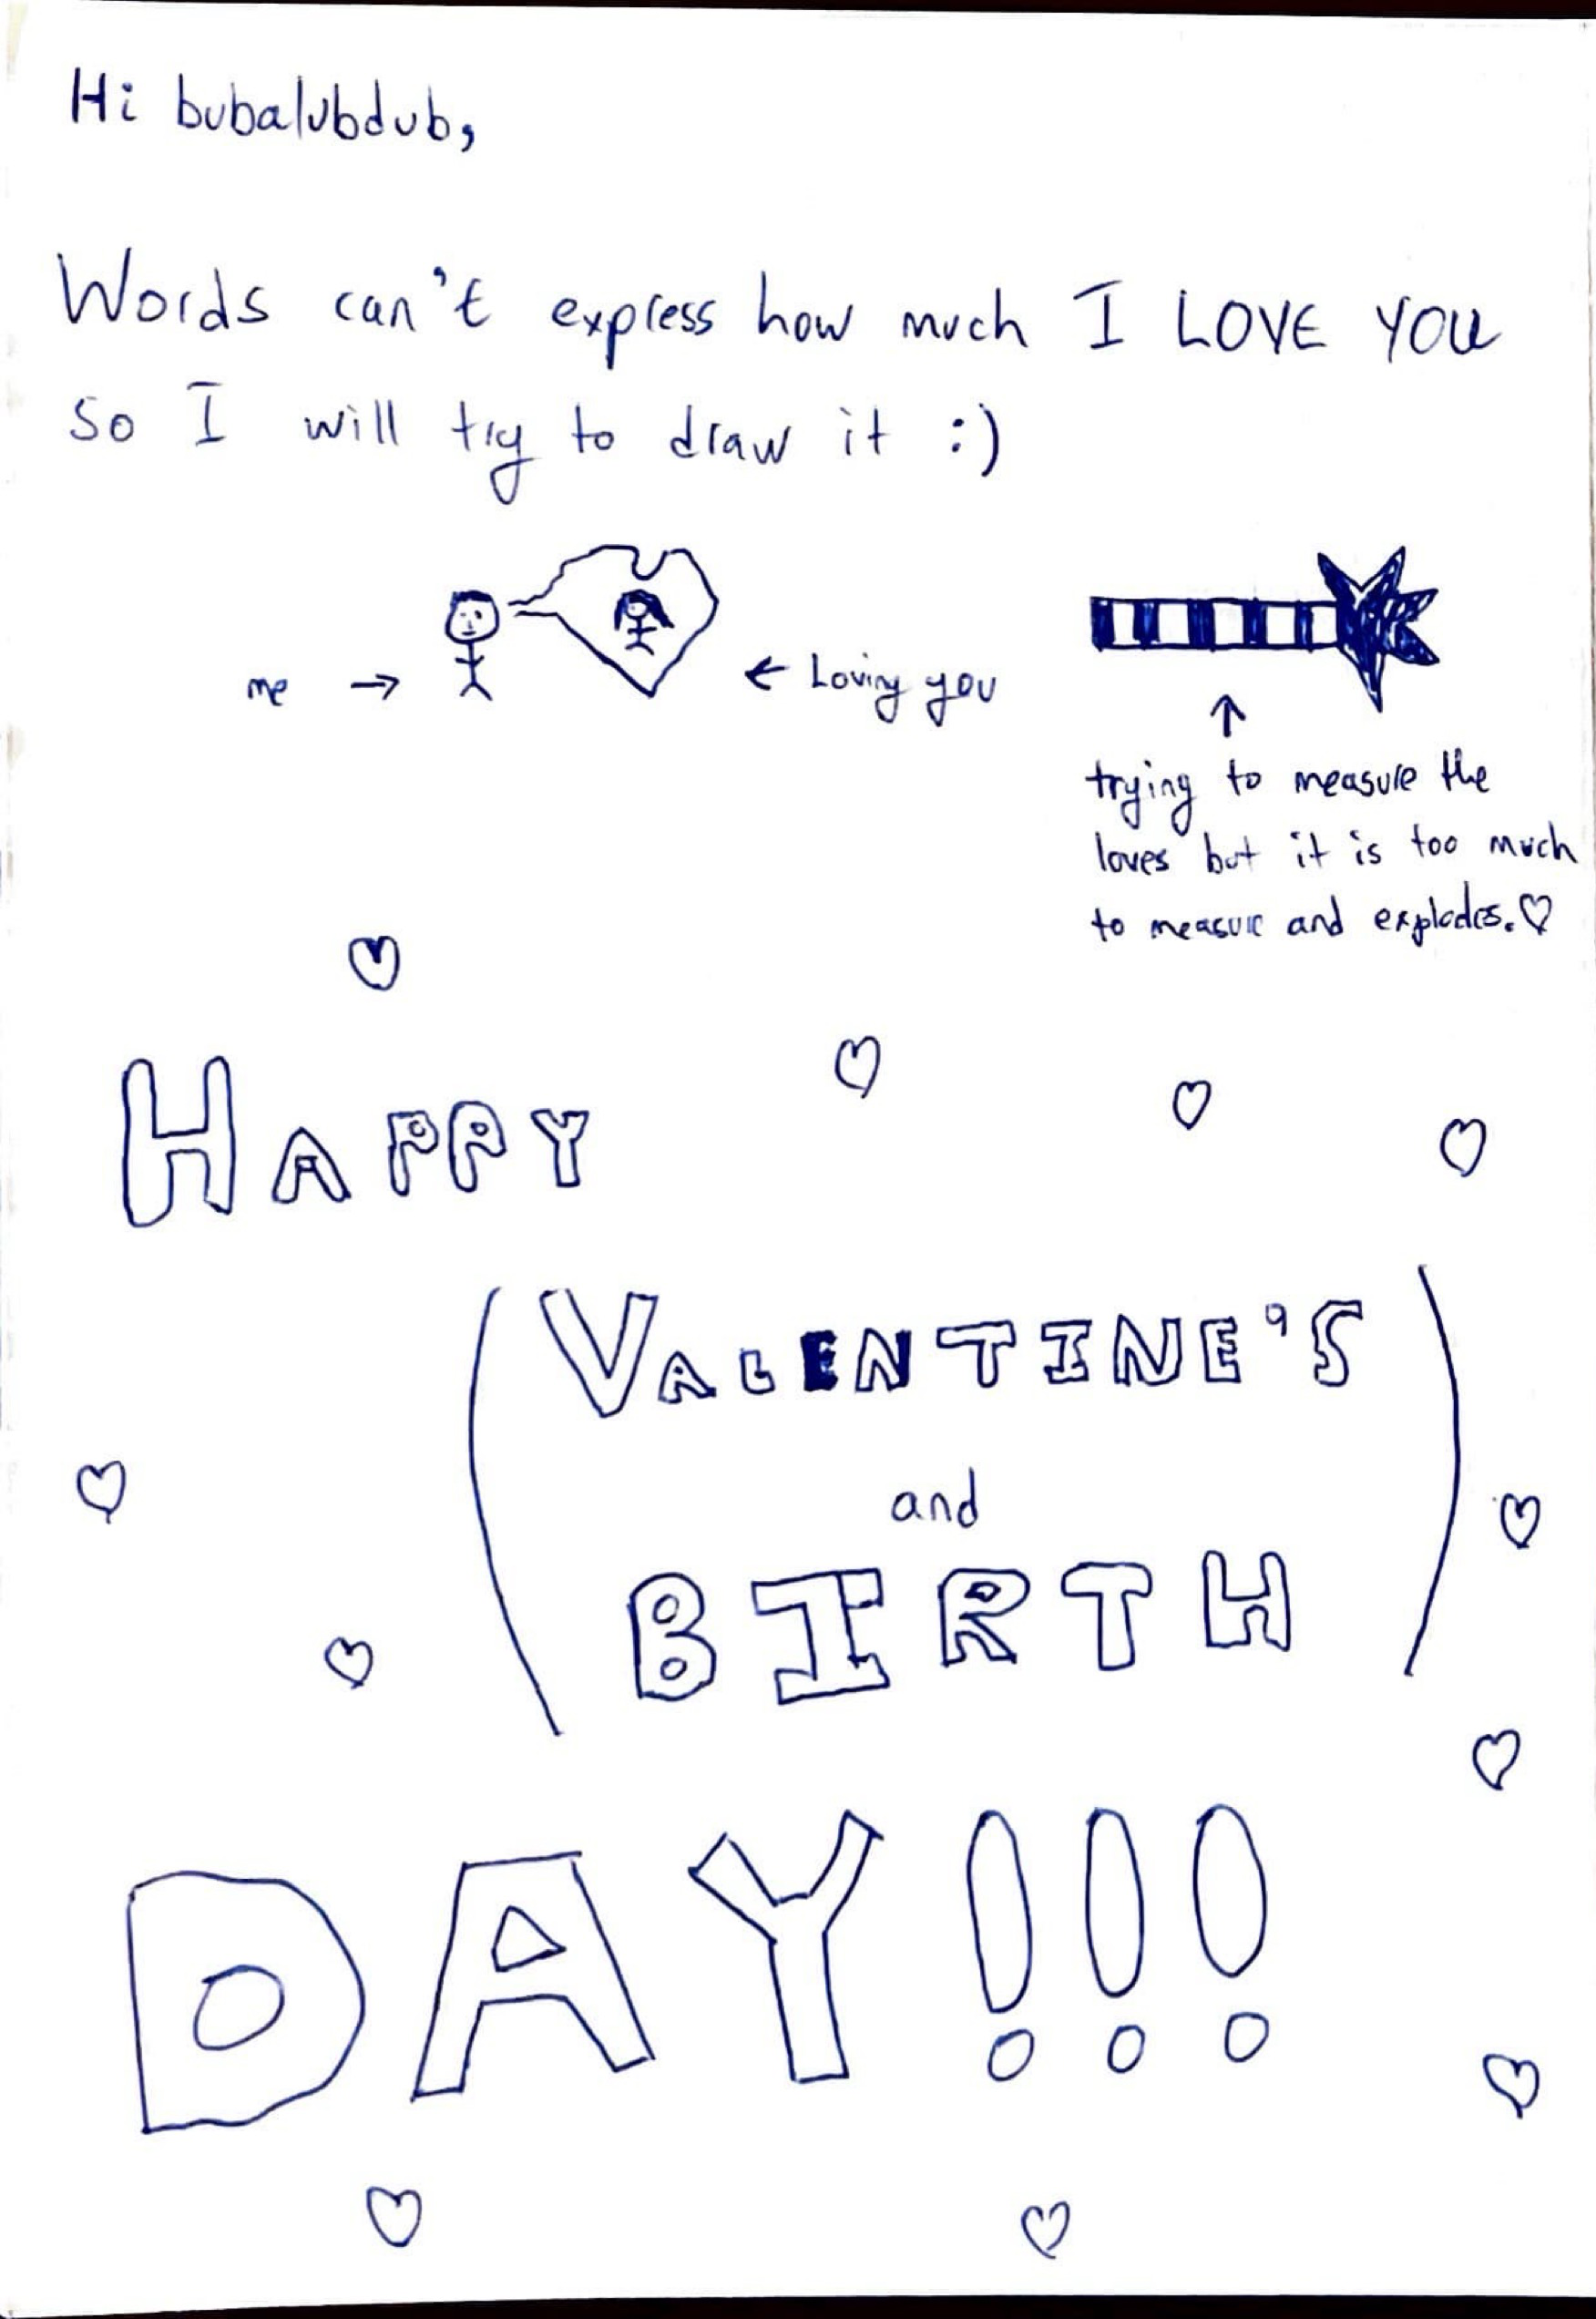 Hi bubalubdub,
Words can't express how much I LOVE YOU
so I will try to draw it :)
me →
← Loving you
↑
trying to measure the
loves but it is too much
to measure and explodes.♡
HAPPY
(VALENTINE'S
and
BIRTH)
DAY!!!